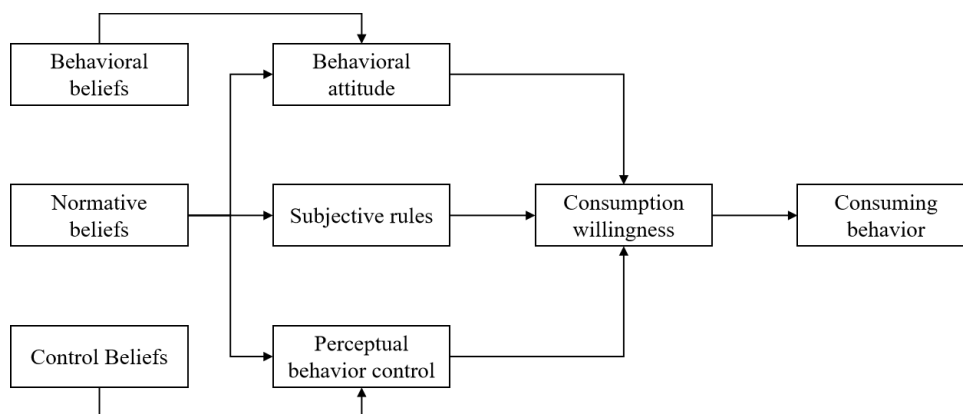 Behavioral
beliefs
Behavioral
attitude
Normative
beliefs
Subjective rules
Consumption
willingness
Consuming
behavior
Control Beliefs
Perceptual
behavior control